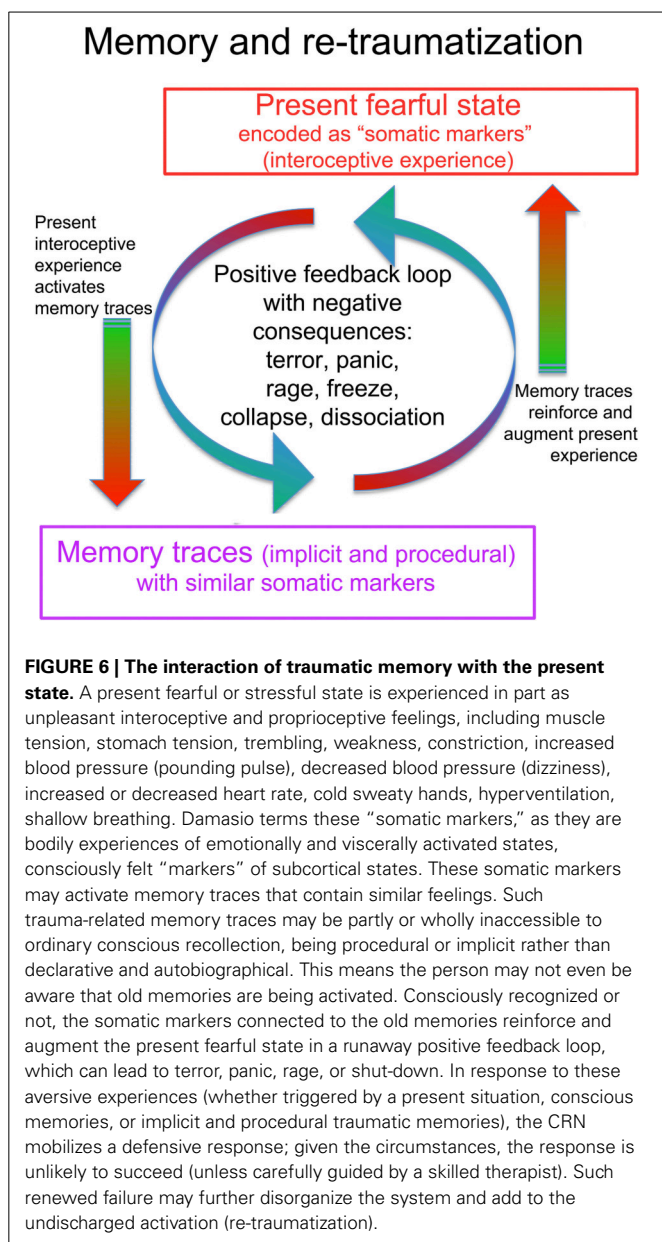 Memory and re-traumatization
Present fearful state
encoded as “somatic markers”
(interoceptive experience)
Present
interoceptive
experience
activates
memory traces
Positive feedback loop
with negative
consequences:
terror, panic,
rage, freeze,
collapse, dissociation
Memory traces
reinforce and
augment present
experience
Memory traces (implicit and procedural)
with similar somatic markers
FIGURE 6 | The interaction of traumatic memory with the present
state. A present fearful or stressful state is experienced in part as
unpleasant interoceptive and proprioceptive feelings, including muscle
tension, stomach tension, trembling, weakness, constriction, increased
blood pressure (pounding pulse), decreased blood pressure (dizziness),
increased or decreased heart rate, cold sweaty hands, hyperventilation,
shallow breathing. Damasio terms these “somatic markers,” as they are
bodily experiences of emotionally and viscerally activated states,
consciously felt “markers” of subcortical states. These somatic markers
may activate memory traces that contain similar feelings. Such
trauma-related memory traces may be partly or wholly inaccessible to
ordinary conscious recollection, being procedural or implicit rather than
declarative and autobiographical. This means the person may not even be
aware that old memories are being activated. Consciously recognized or
not, the somatic markers connected to the old memories reinforce and
augment the present fearful state in a runaway positive feedback loop,
which can lead to terror, panic, rage, or shut-down. In response to these
aversive experiences (whether triggered by a present situation, conscious
memories, or implicit and procedural traumatic memories), the CRN
mobilizes a defensive response; given the circumstances, the response is
unlikely to succeed (unless carefully guided by a skilled therapist). Such
renewed failure may further disorganize the system and add to the
undischarged activation (re-traumatization).